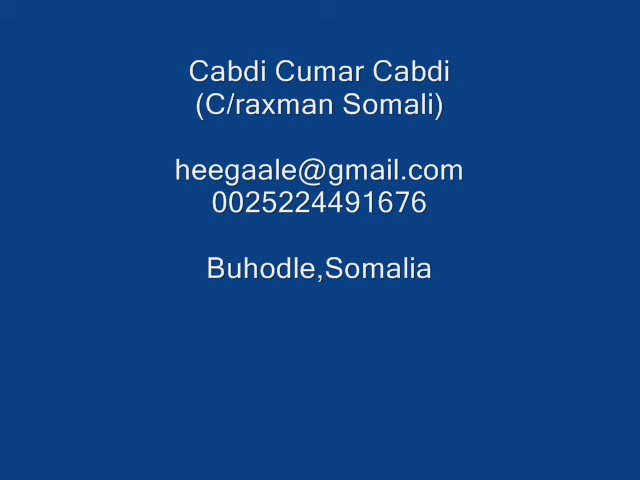 Cabdi Cumar Cabdi
(C/raxman Somali)
heegaale@gmail.com
0025224491676
Buhodle,Somalia